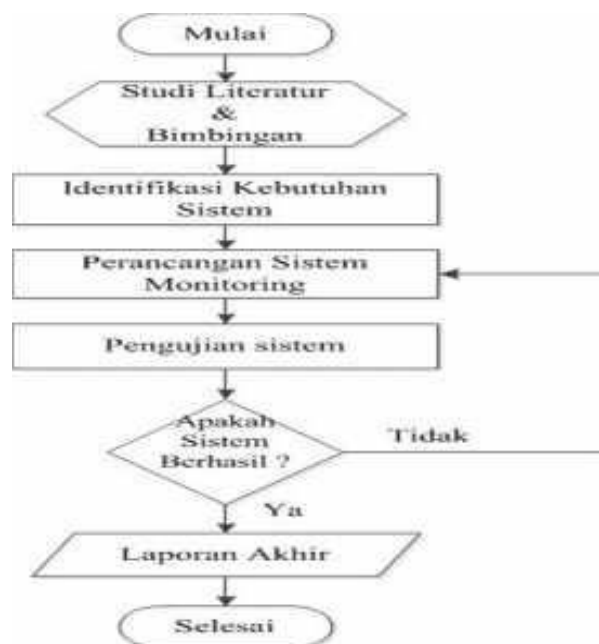 Mulai
Studi Literatur
&
Bimbingan
Identifikasi Kebutuhan
Sistem
Perancangan Sistem
Monitoring
Pengujian sistem
Apakah
Sistem
Berhasil ?
Tidak
Ya
Laporan Akhir
Selesai